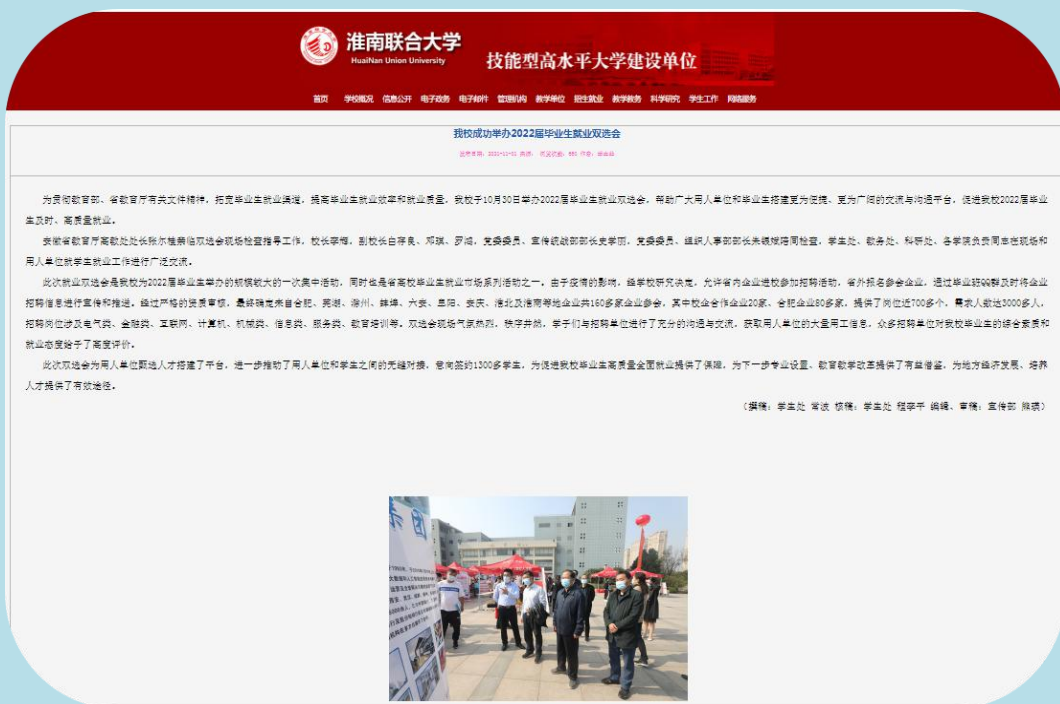 淮南联合大学
HuaiNan Union University
技能型高水平大学建设单位
首页 学校概况 信息公开 电子政务 电子邮件 管理机构 教学单位 招生就业 教学教务 科学研究 学生工作 网络服务
我校成功举办2022届毕业生就业双选会
为贯彻教育部、省教育厅有关文件精神，拓宽毕业生就业渠道，提高毕业生就业效率和就业质量，我校于10月30日举办2022届毕业生就业双选会，帮助广大用人单位和毕业生搭建更为便捷、更为广阔的交流与沟通平台，促进我校2022届毕业
生及时、高质量就业。
安徽省教育厅高教处处长张尔桂莅临双选会现场检查指导工作，校长李辉，副校长白存良、邓琪、罗鸿，党委委员、宣传统战部部长史学丽，党委委员、组织人事部部长朱银斌陪同检查，学生处、教务处、科研处、各学院负责同志在现场和
用人单位就学生就业工作进行广泛交流。
此次就业双选会是我校为2022届毕业生举办的规模较大的一次集中活动，同时也是省高校毕业生就业市场系列活动之一。由于疫情的影响，经学校研究决定，允许省内企业进校参加招聘活动，省外报名参会企业，通过毕业班QQ群及时将企业
招聘信息进行宣传和推送。经过严格的资质审核，最终确定来自合肥、芜湖、滁州、蚌埠、六安、阜阳、安庆、淮北及淮南等地企业共160多家企业参会，其中校企合作企业20家、合肥企业80多家，提供了岗位近700多个，需求人数达3000多人，
招聘岗位涉及电气类、金融类、互联网、计算机、机械类、信息类、服务类、教育培训等。双选会现场气氛热烈，秩序井然，学子们与招聘单位进行了充分的沟通与交流，获取用人单位的大量用工信息，众多招聘单位对我校毕业生的综合素质和
就业态度给予了高度评价。
此次双选会为用人单位甄选人才搭建了平台，进一步推动了用人单位和学生之间的无缝对接，意向签约1300多学生，为促进我校毕业生高质量全面就业提供了保障，为下一步专业设置、教育教学改革提供了有益借鉴，为地方经济发展、培养
人才提供了有效途径。
（撰稿：学生处 常波 核稿：学生处 程李平 编辑、审稿：宣传部 陈琪）
集团